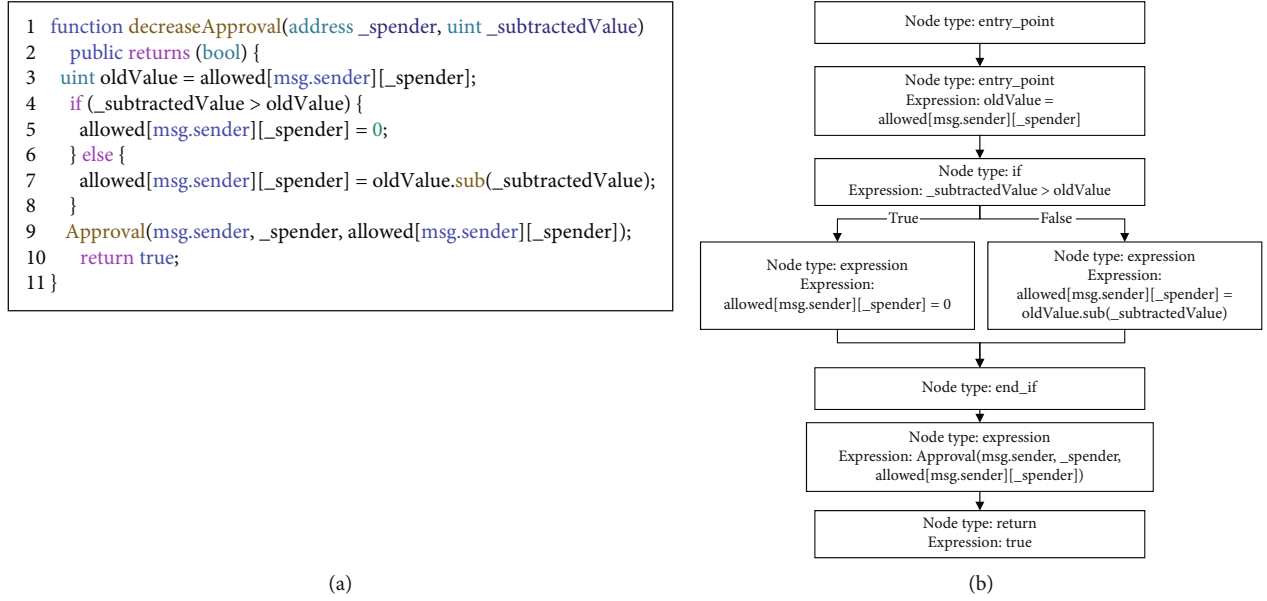 1 function decreaseApproval(address _spender, uint _subtractedValue)
2 public returns (bool) {
3 uint oldValue = allowed[msg.sender][_spender];
4 if (_subtractedValue > oldValue) {
5 allowed[msg.sender][_spender] = 0;
6 } else {
7 allowed[msg.sender][_spender] = oldValue.sub(_subtractedValue);
8 }
9 Approval(msg.sender, _spender, allowed[msg.sender][_spender]);
10 return true;
11 }
(a)
Node type: entry_point
Node type: entry_point
Expression: oldValue =
allowed[msg.sender][_spender]
Node type: if
Expression: _subtractedValue > oldValue
True
False
Node type: expression
Expression:
allowed[msg.sender][_spender] = 0
Node type: expression
Expression:
allowed[msg.sender][_spender] =
oldValue.sub(_subtractedValue)
Node type: end_if
Node type: expression
Expression: Approval(msg.sender, _spender,
allowed[msg.sender][_spender])
Node type: return
Expression: true
(b)